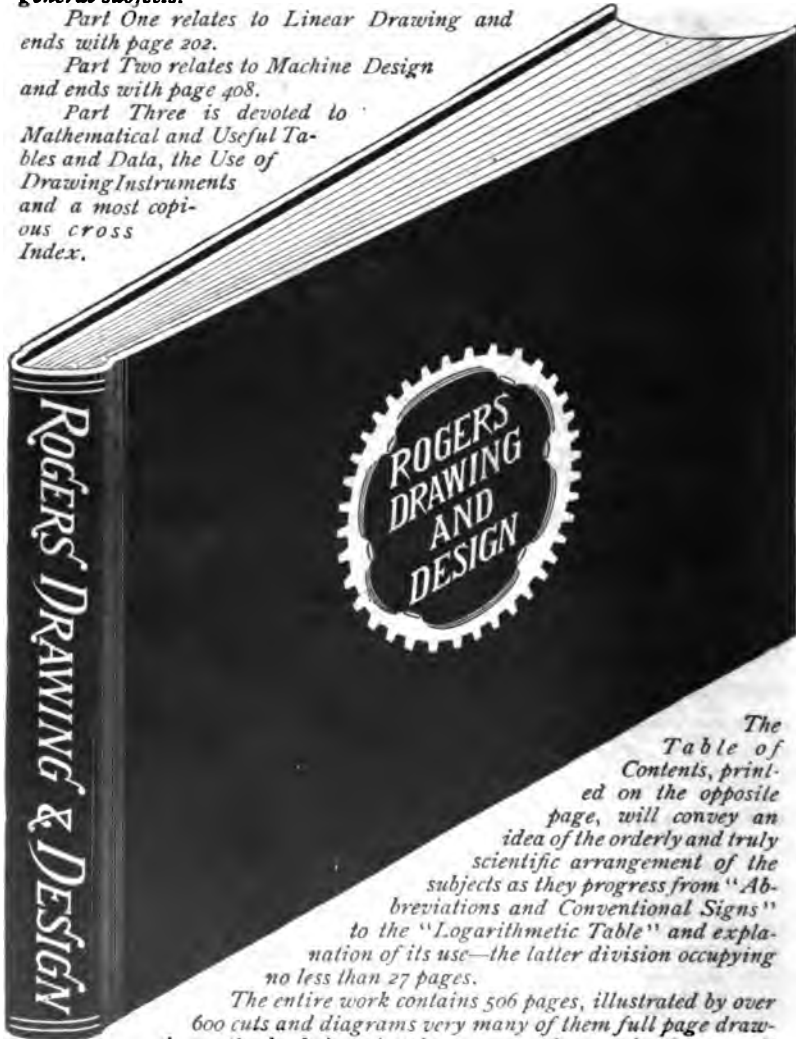 Part One relates to Linear Drawing and
ends with page 202.
Part Two relates to Machine Design
and ends with page 408.
Part Three is devoted to
Mathematical and Useful Ta-
bles and Data, the Use of
Drawing Instruments
and a most copi-
ous cross
Index.
ROGERS DRAWING & DESIGN
ROGERS
DRAWING
AND
DESIGN
The
Table of
Contents, print-
ed on the opposite
page, will convey an
idea of the orderly and truly
scientific arrangement of the
subjects as they progress from "Ab-
breviations and Conventional Signs"
to the "Logarithmetic Table" and expla-
nation of its use—the latter division occupying
no less than 27 pages.
The entire work contains 506 pages, illustrated by over
600 cuts and diagrams very many of them full page draw-